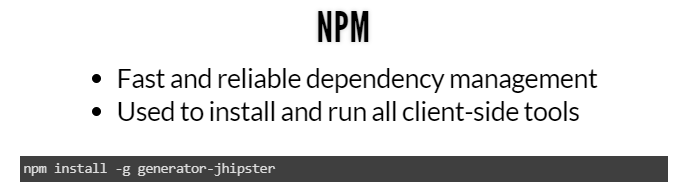 NPM
• Fast and reliable dependency management
• Used to install and run all client-side tools
npm install -g generator-jhipster